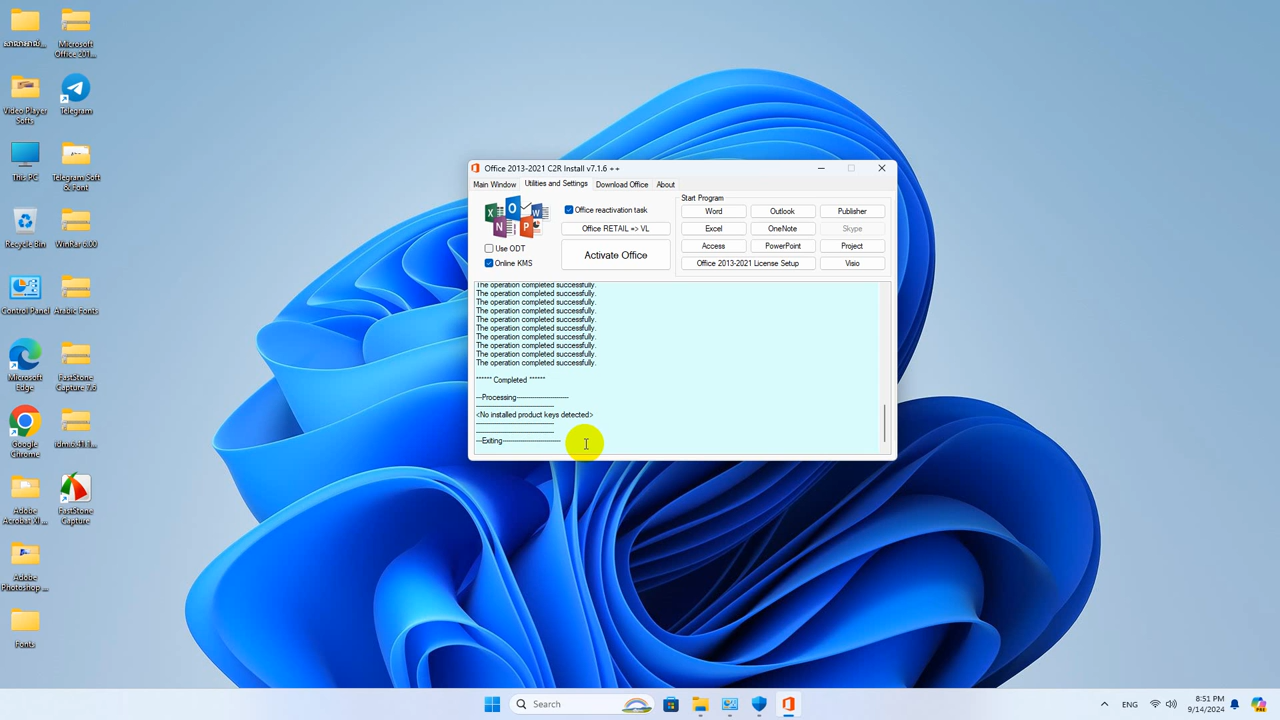 Microsoft
Office 201...
Video Player
Softs
Telegram
This PC
Telegram Soft
& Font
Recycle Bin
WinRar 6.00
Control Panel
Arabic Fonts
Microsoft
Edge
FastStone
Capture 7.6
Google
Chrome
idm.6.41.1...
Adobe
Acrobat XI ...
FastStone
Capture
Adobe
Photoshop ...
Fonts
Office 2013-2021 C2R Install v7.1.6 ++
Main Window
Utilities and Settings
Download Office
About
Office reactivation task
Office RETAIL => VL
Use ODT
Online KMS
Activate Office
Start Program
Word
Outlook
Publisher
Excel
OneNote
Skype
Access
PowerPoint
Project
Office 2013-2021 License Setup
Visio
The operation completed successfully.
The operation completed successfully.
The operation completed successfully.
The operation completed successfully.
The operation completed successfully.
The operation completed successfully.
The operation completed successfully.
The operation completed successfully.
The operation completed successfully.
The operation completed successfully.
****** Completed ******
---Processing--------------------------
---------------------------------------
<No installed product keys detected>
---------------------------------------
---------------------------------------
---Exiting-----------------------------
Search
ENG
8:51 PM
9/14/2024